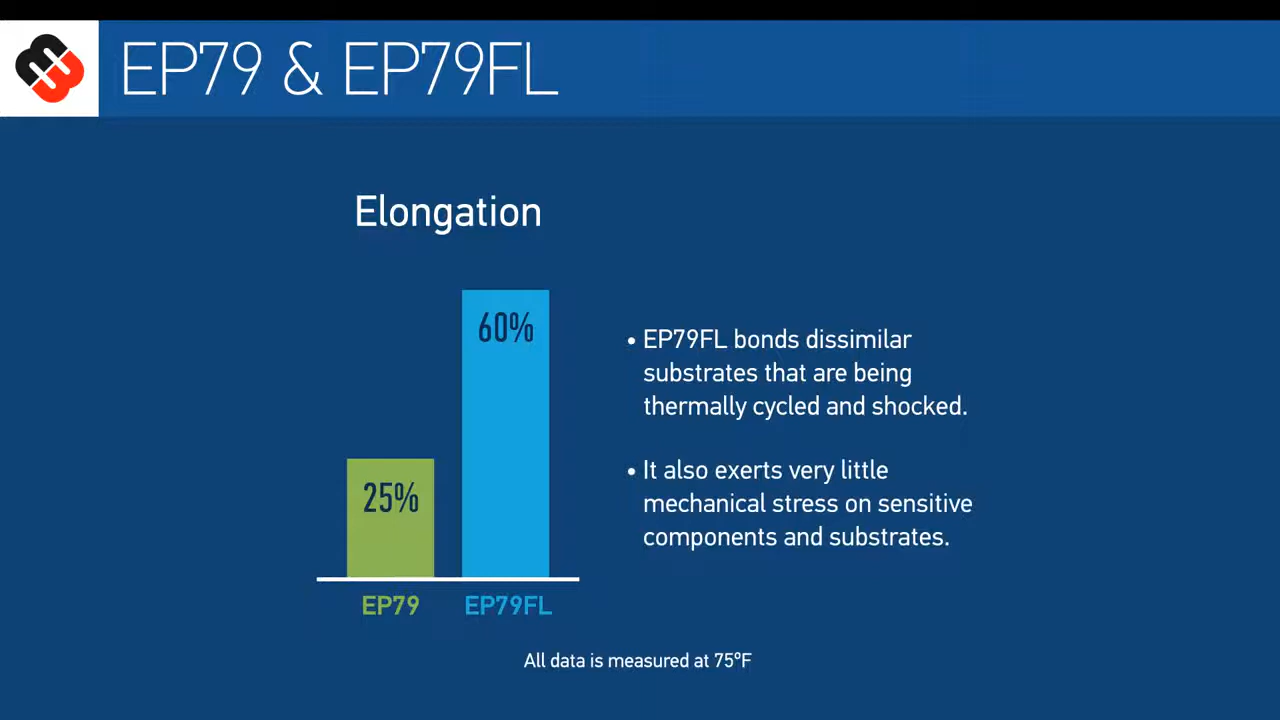 EP79 & EP79FL
Elongation
60%
25%
EP79
EP79FL
• EP79FL bonds dissimilar
substrates that are being
thermally cycled and shocked.
• It also exerts very little
mechanical stress on sensitive
components and substrates.
All data is measured at 75°F